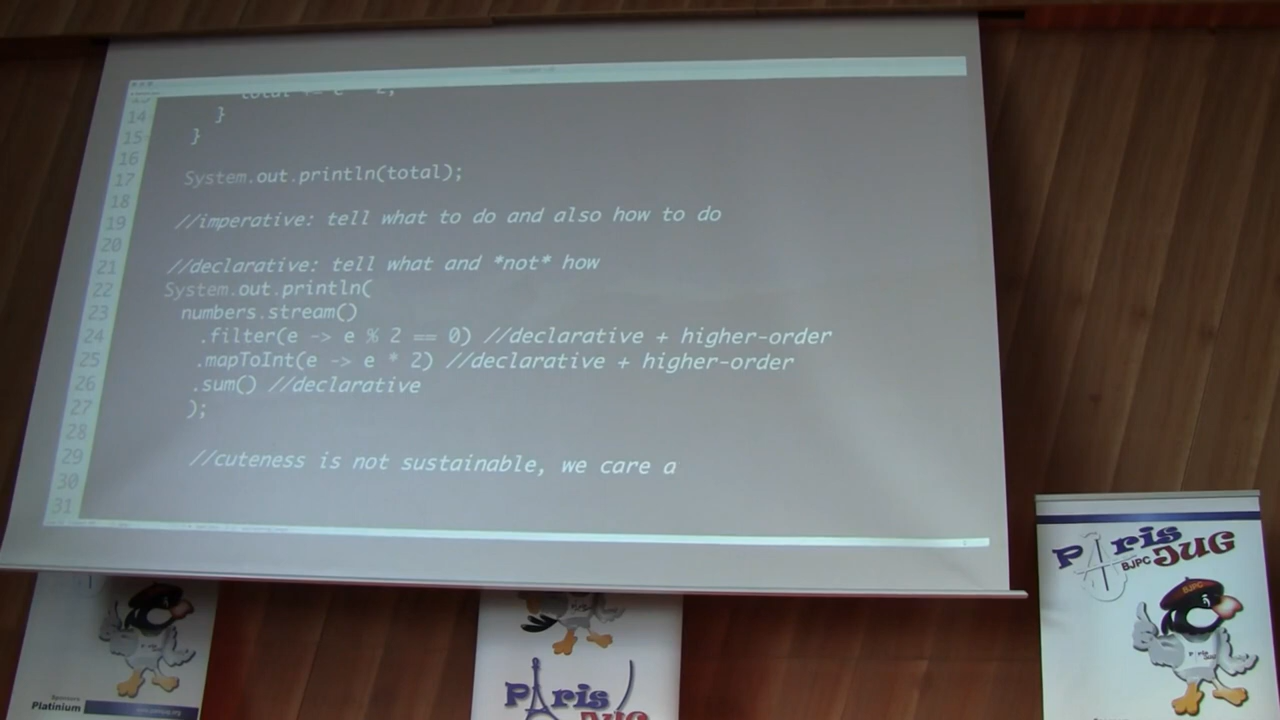 14
15 }
16 }
17 System.out.println(total);
18
19 //imperative: tell what to do and also how to do
20
21 //declarative: tell what and *not* how
22 System.out.println(
23 numbers.stream()
24 .filter(e -> e % 2 == 0) //declarative + higher-order
25 .mapToInt(e -> e * 2) //declarative + higher-order
26 .sum() //declarative
27 );
28
29 //cuteness is not sustainable, we care a
30
31
Paris
BJPC JUG
BJPC
Sponsors
Platinium
Paris
JUG